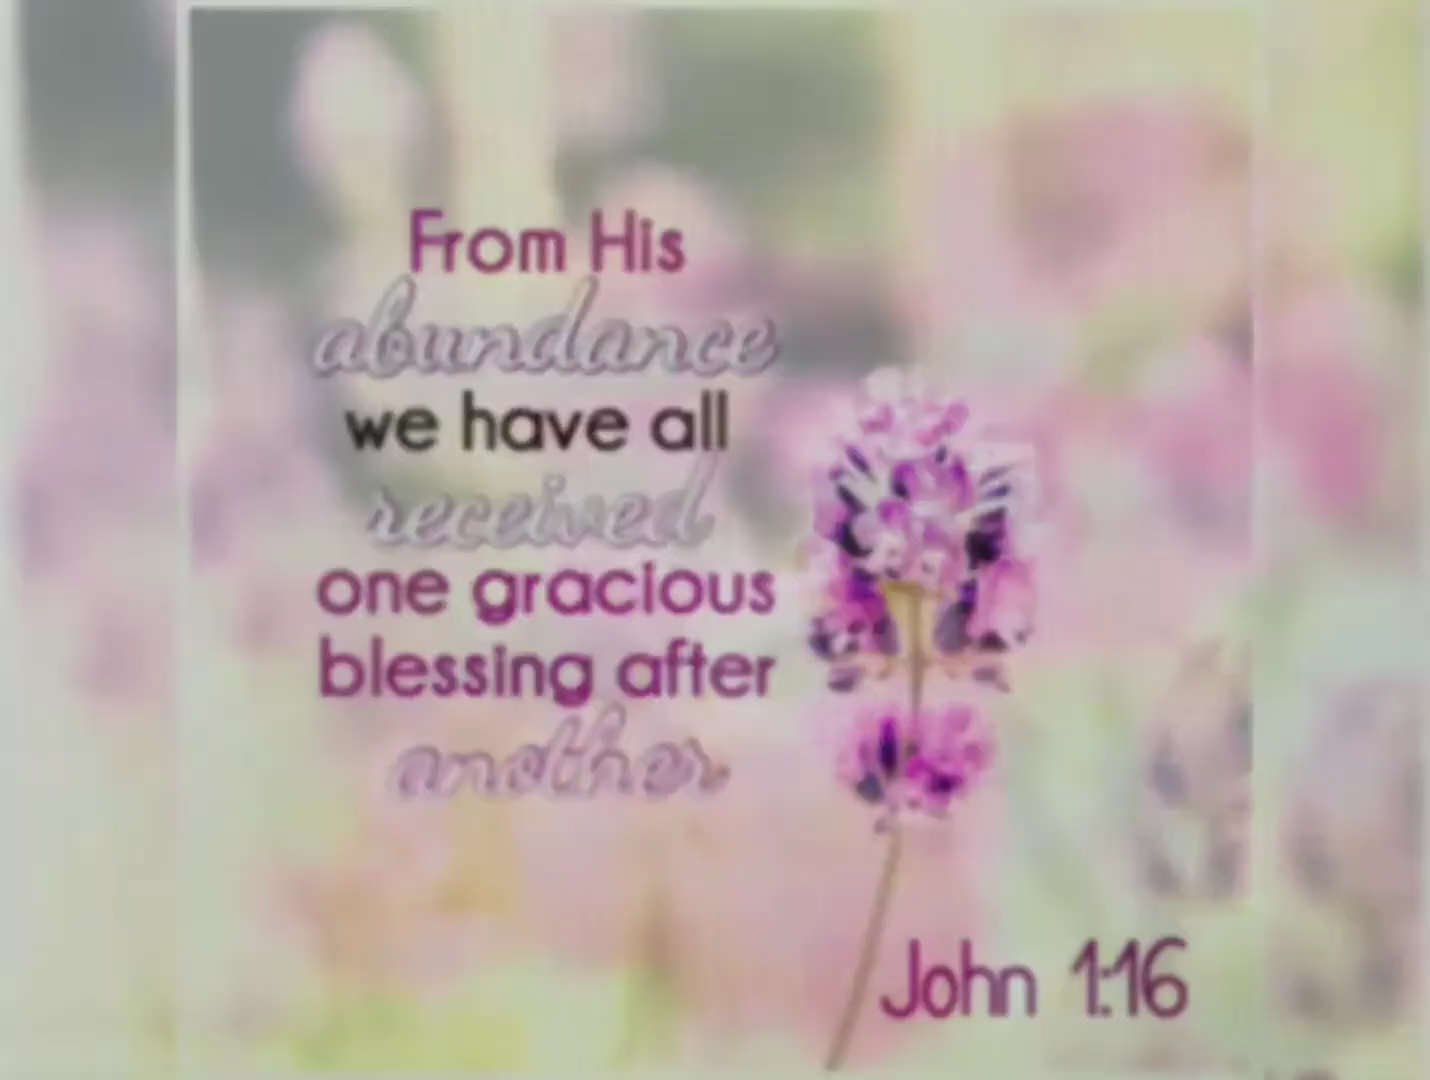 From His
abundance
we have all
received
one gracious
blessing after
another
John 1:16